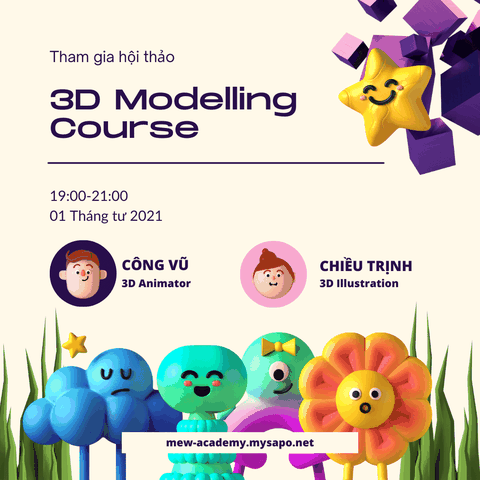 Tham gia hội thảo
3D Modelling
Course
19:00-21:00
01 Tháng tư 2021
CÔNG VŨ
3D Animator
CHIỀU TRỊNH
3D Illustration
mew-academy.mysapo.net